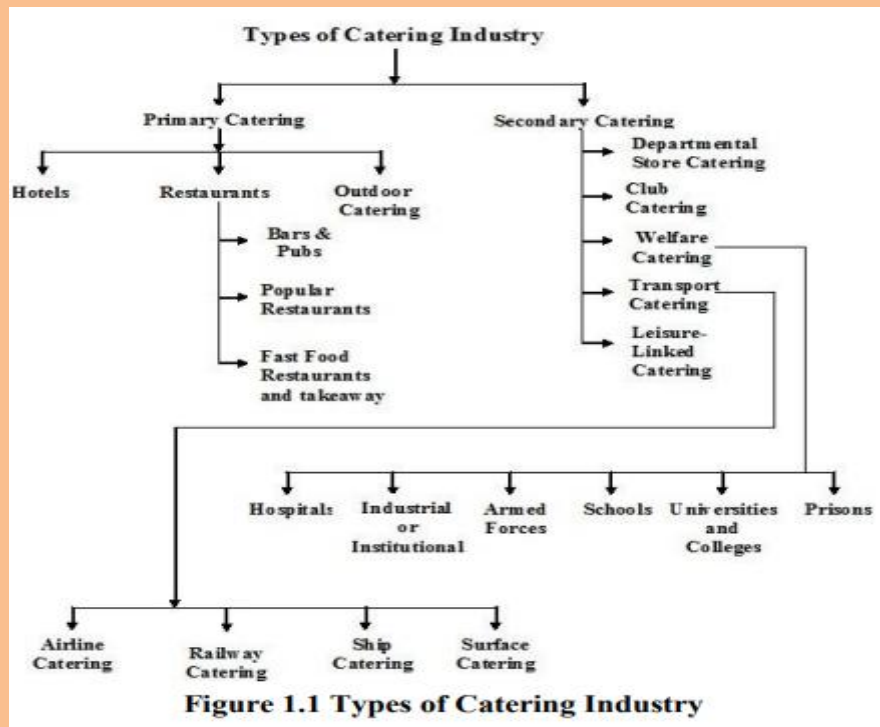 Types of Catering Industry
Primary Catering
Secondary Catering
Hotels
Restaurants
Outdoor
Catering
Bars &
Pubs
Popular
Restaurants
Fast Food
Restaurants
and takeaway
Departmental
Store Catering
Club
Catering
Welfare
Catering
Transport
Catering
Leisure-
Linked
Catering
Hospitals
Industrial
or
Institutional
Armed
Forces
Schools
Universities
and
Colleges
Prisons
Airline
Catering
Railway
Catering
Ship
Catering
Surface
Catering
Figure 1.1 Types of Catering Industry